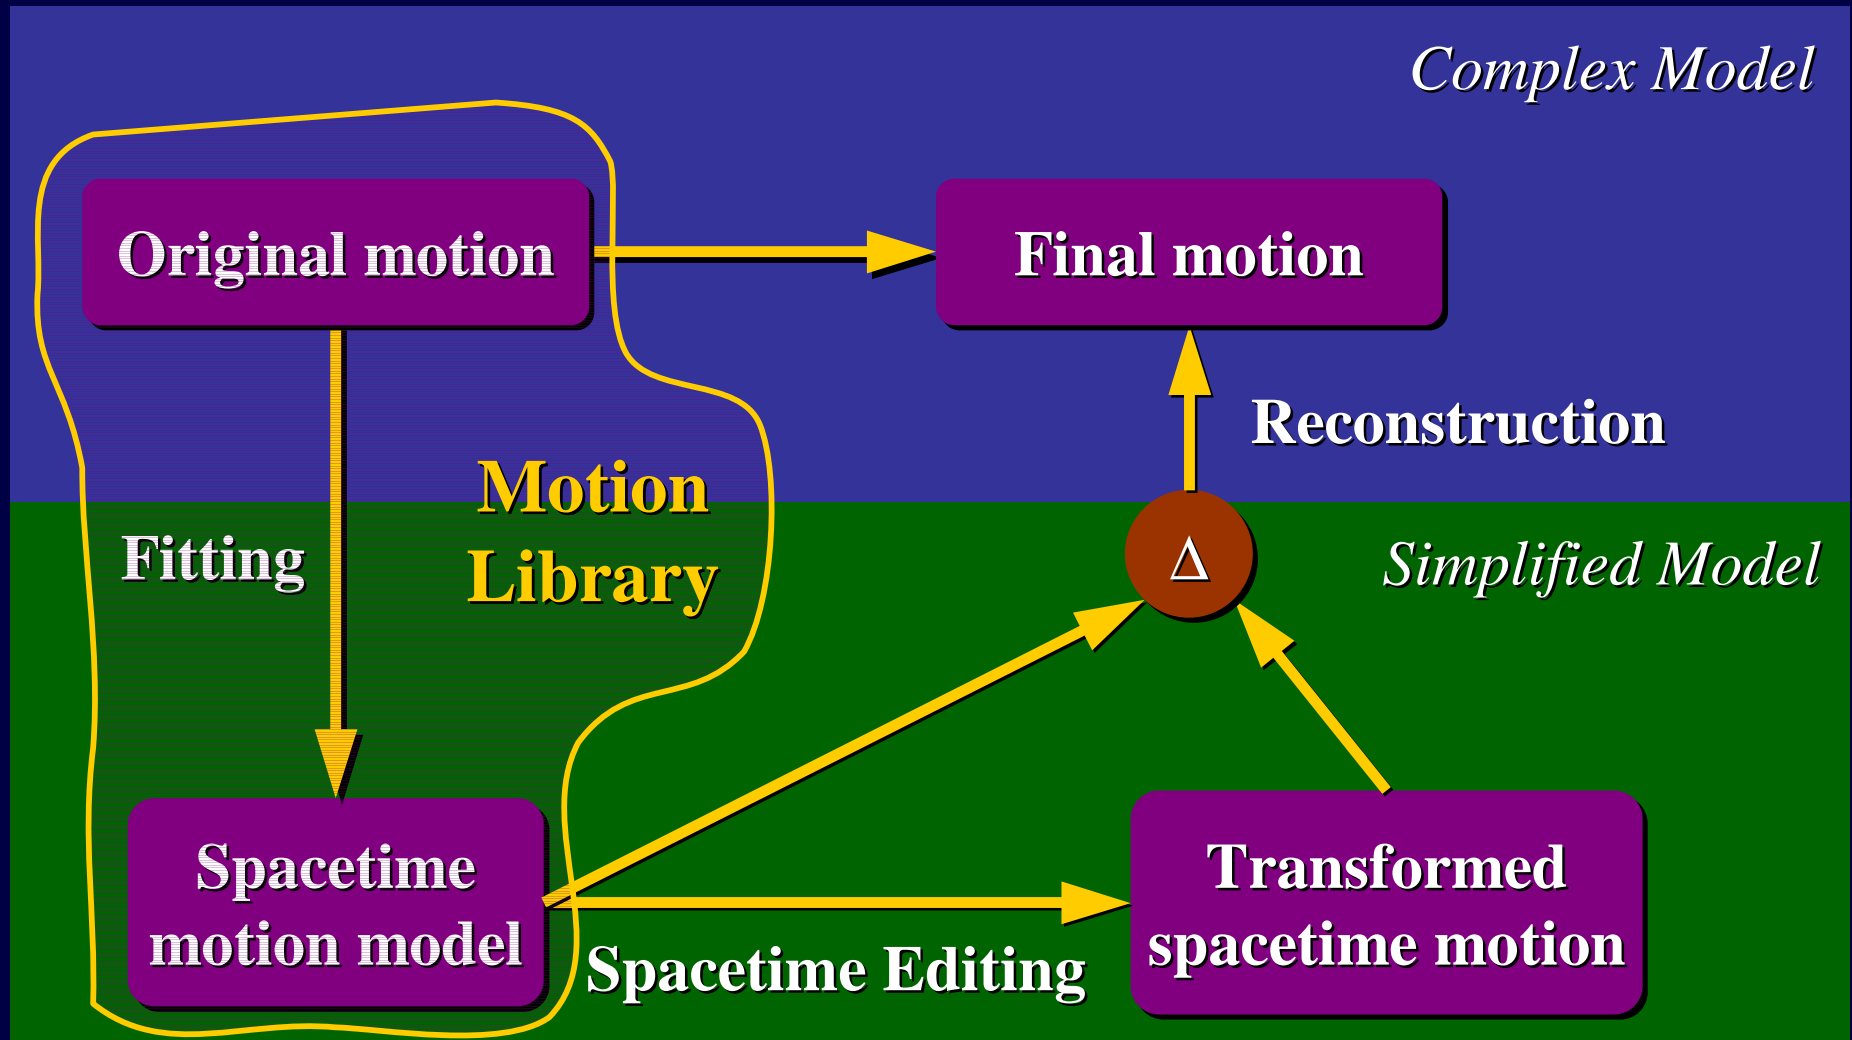 Complex Model
Original motion
Final motion
Reconstruction
Motion
Library
Fitting
Δ
Simplified Model
Spacetime
motion model
Spacetime Editing
Transformed
spacetime motion